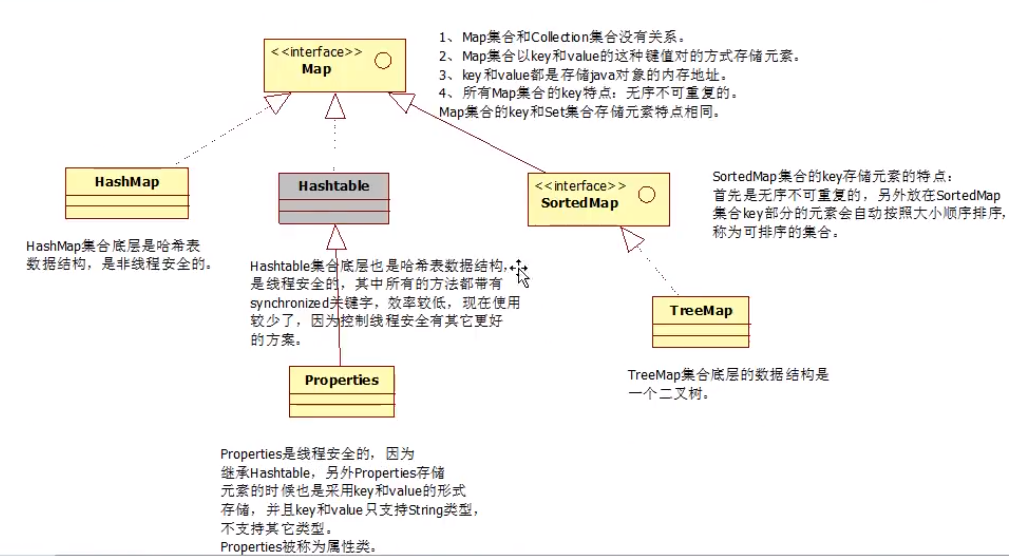 <<interface>>
Map
1、Map集合和Collection集合没有关系。
2、Map集合以key和value的这种键值对的方式存储元素。
3、key和value都是存储java对象的内存地址。
4、所有Map集合的key特点：无序不可重复的。
Map集合的key和Set集合存储元素特点相同。
HashMap
HashMap集合底层是哈希表
数据结构，是非线程安全的。
Hashtable
Hashtable集合底层也是哈希表数据结构，
是线程安全的，其中所有的方法都带有
synchronized关键字，效率较低，现在使用
较少了，因为控制线程安全有其它更好
的方案。
<<interface>>
SortedMap
SortedMap集合的key存储元素的特点：
首先是无序不可重复的，另外放在SortedMap
集合key部分的元素会自动按照大小顺序排序，
称为可排序的集合。
TreeMap
TreeMap集合底层的数据结构是
一个二叉树。
Properties
Properties是线程安全的，因为
继承Hashtable，另外Properties存储
元素的时候也是采用key和value的形式
存储，并且key和value只支持String类型，
不支持其它类型。
Properties被称为属性类。